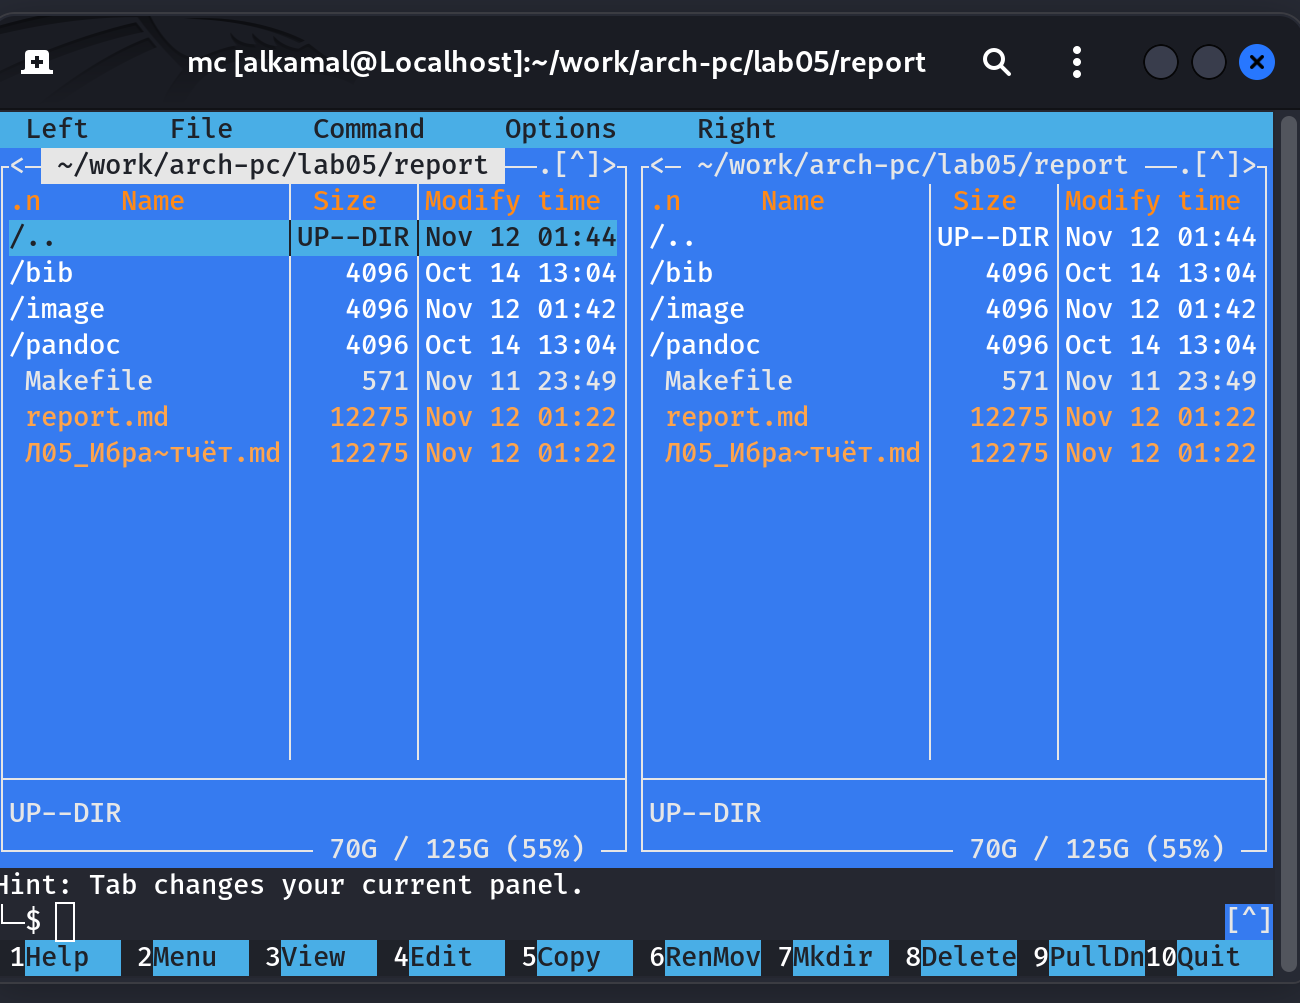 mc [alkamal@Localhost]:~/work/arch-pc/lab05/report
Left File Command Options Right
<─ ~/work/arch-pc/lab05/report ──.[^]>┐ <─ ~/work/arch-pc/lab05/report ──.[^]>┐
.n Name Size Modify time .n Name Size Modify time
/.. UP--DIR Nov 12 01:44 /.. UP--DIR Nov 12 01:44
/bib 4096 Oct 14 13:04 /bib 4096 Oct 14 13:04
/image 4096 Nov 12 01:42 /image 4096 Nov 12 01:42
/pandoc 4096 Oct 14 13:04 /pandoc 4096 Oct 14 13:04
Makefile 571 Nov 11 23:49 Makefile 571 Nov 11 23:49
report.md 12275 Nov 12 01:22 report.md 12275 Nov 12 01:22
Л05_Ибра~тчёт.md 12275 Nov 12 01:22 Л05_Ибра~тчёт.md 12275 Nov 12 01:22
UP--DIR UP--DIR
70G / 125G (55%) 70G / 125G (55%)
Hint: Tab changes your current panel.
└─$ [^]
1Help 2Menu 3View 4Edit 5Copy 6RenMov 7Mkdir 8Delete 9PullDn 10Quit